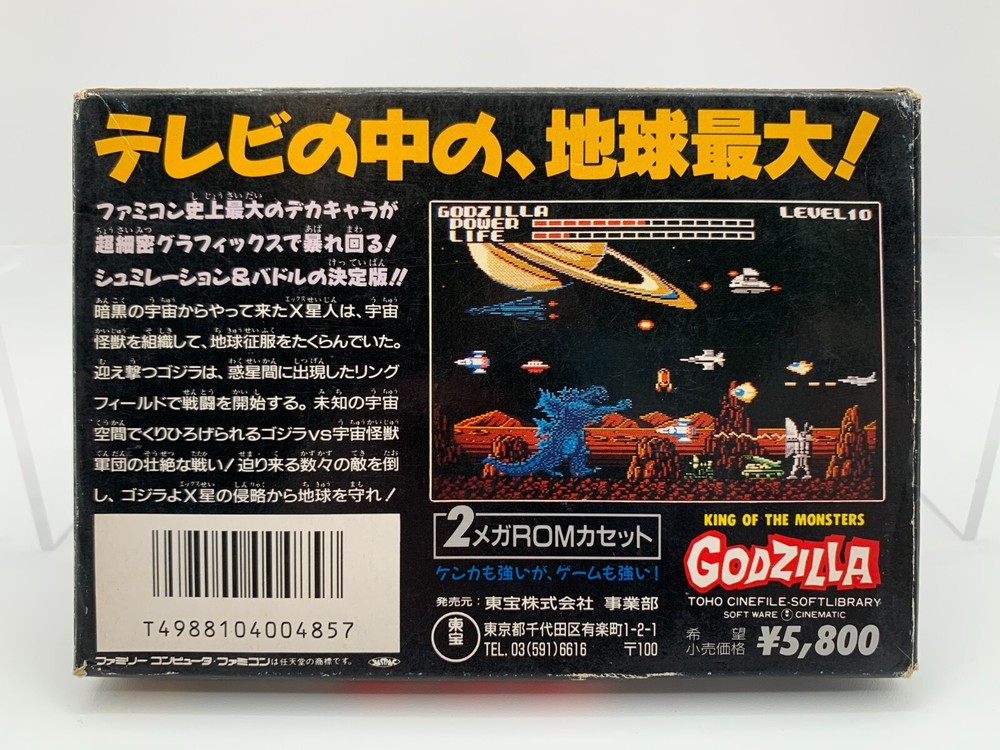 テレビの中の、地球最大!
ファミコン史上最大のデカキャラが
超細密グラフィックスで暴れ回る!
シュミレーション&バトルの決定版!!
暗黒の宇宙からやって来たX星人は、宇宙
怪獣を組織して、地球征服をたくらんでいた。
迎え撃つゴジラは、惑星間に出現したリング
フィールドで戦闘を開始する。未知の宇宙
空間でくりひろげられるゴジラvs宇宙怪獣
軍団の壮絶な戦い!迫り来る数々の敵を倒
し、ゴジラよX星の侵略から地球を守れ!
GODZILLA
POWER
LIFE
LEVEL10
2メガROMカセット
ケンカも強いが、ゲームも強い!
発売元:東宝株式会社 事業部
東宝
東京都千代田区有楽町1-2-1
TEL. 03(591)6616 〒100
KING OF THE MONSTERS
GODZILLA
TOHO CINEFILE-SOFTLIBRARY
SOFT WARE CINEMATIC
希望
小売価格 ¥5,800
T4988104004857
ファミリーコンピュータ・ファミコンは任天堂の商標です。